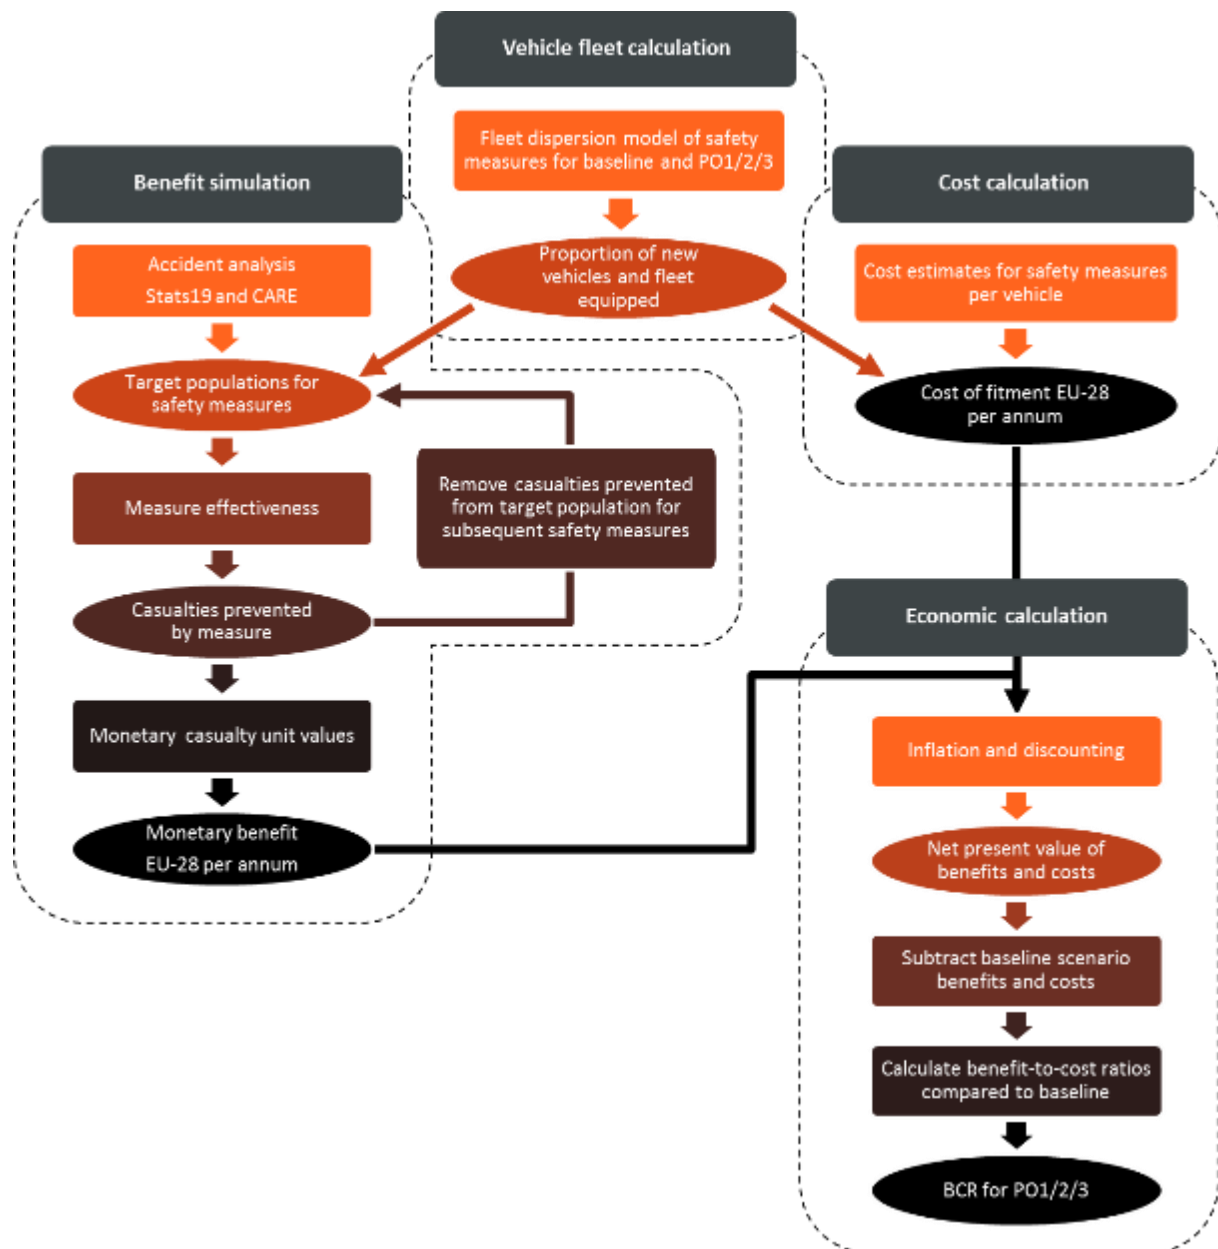 Vehicle fleet calculation
Fleet dispersion model of safety
measures for baseline and PO1/2/3
Proportion of new
vehicles and fleet
equipped
Benefit simulation
Accident analysis
Stats19 and CARE
Target populations for
safety measures
Measure effectiveness
Casualties prevented
by measure
Remove casualties prevented
from target population for
subsequent safety measures
Monetary casualty unit values
Monetary benefit
EU-28 per annum
Cost calculation
Cost estimates for safety measures
per vehicle
Cost of fitment EU-28
per annum
Economic calculation
Inflation and discounting
Net present value of
benefits and costs
Subtract baseline scenario
benefits and costs
Calculate benefit-to-cost ratios
compared to baseline
BCR for PO1/2/3